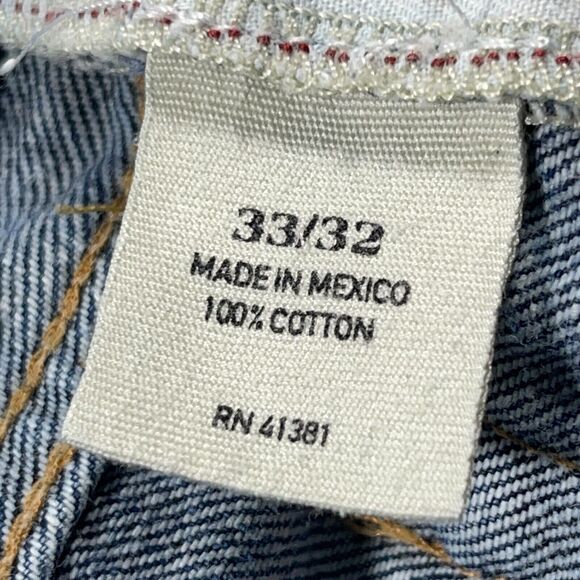 33/32
MADE IN MEXICO
100% COTTON
RN 41381